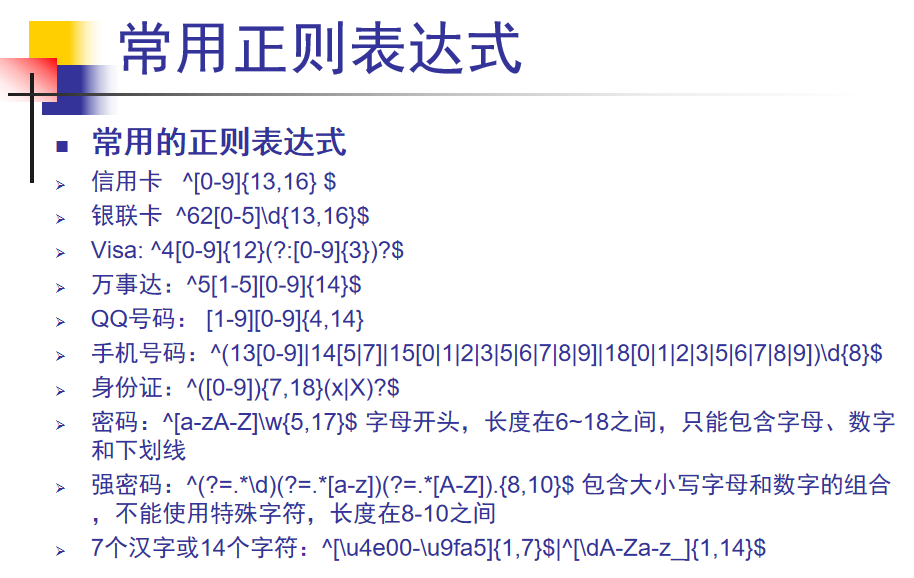 常用正则表达式
常用的正则表达式
信用卡 ^[0-9]{13,16} $
银联卡 ^62[0-5]\d{13,16}$
Visa: ^4[0-9]{12}(?:[0-9]{3})?$
万事达：^5[1-5][0-9]{14}$
QQ号码： [1-9][0-9]{4,14}
手机号码：^(13[0-9]|14[5|7]|15[0|1|2|3|5|6|7|8|9]|18[0|1|2|3|5|6|7|8|9])\d{8}$
身份证：^([0-9]){7,18}(x|X)?$
密码：^[a-zA-Z]\w{5,17}$ 字母开头，长度在6~18之间，只能包含字母、数字
和下划线
强密码：^(?=.*\d)(?=.*[a-z])(?=.*[A-Z]).{8,10}$ 包含大小写字母和数字的组合
，不能使用特殊字符，长度在8-10之间
7个汉字或14个字符：^[\u4e00-\u9fa5]{1,7}$|^[\dA-Za-z_]{1,14}$